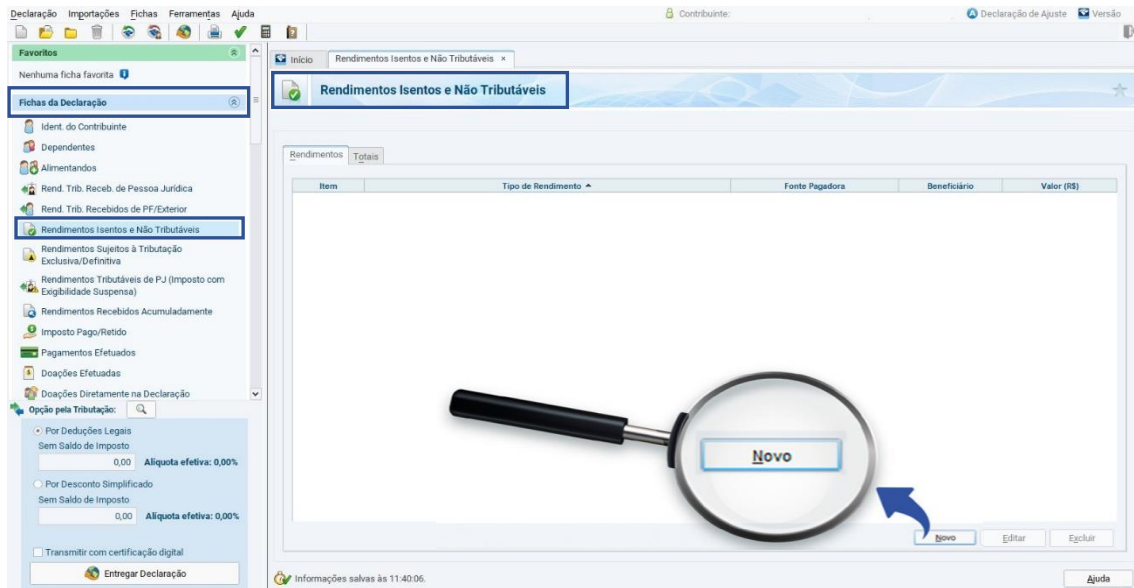 Declaração Importações Fichas Ferramentas Ajuda
Contribuinte:
Declaração de Ajuste Versão
Favoritos
Nenhuma ficha favorita
Fichas da Declaração
Ident. do Contribuinte
Dependentes
Alimentandos
Rend. Trib. Receb. de Pessoa Jurídica
Rend. Trib. Recebidos de PF/Exterior
Rendimentos Isentos e Não Tributáveis
Rendimentos Sujeitos à Tributação
Exclusiva/Definitiva
Rendimentos Tributáveis de PJ (Imposto com
Exigibilidade Suspensa)
Rendimentos Recebidos Acumuladamente
Imposto Pago/Retido
Pagamentos Efetuados
Doações Efetuadas
Doações Diretamente na Declaração
Opção pela Tributação:
Por Deduções Legais
Sem Saldo de Imposto
0,00 Alíquota efetiva: 0,00%
Por Desconto Simplificado
Sem Saldo de Imposto
0,00 Alíquota efetiva: 0,00%
Transmitir com certificação digital
Entregar Declaração
Início Rendimentos Isentos e Não Tributáveis ×
Rendimentos Isentos e Não Tributáveis
Rendimentos Totais
Item Tipo de Rendimento Fonte Pagadora Beneficiário Valor (R$)
Novo
Novo Editar Excluir
Informações salvas às 11:40:06.
Ajuda